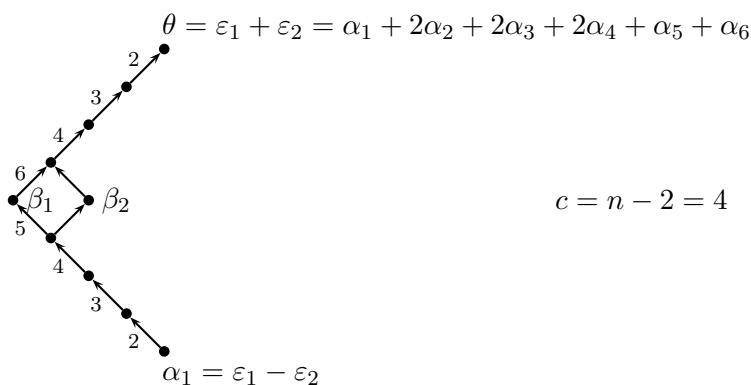 θ = ε₁ + ε₂ = α₁ + 2α₂ + 2α₃ + 2α₄ + α₅ + α₆
2
3
4
6
β₁
β₂
c = n − 2 = 4
5
4
3
2
α₁ = ε₁ − ε₂